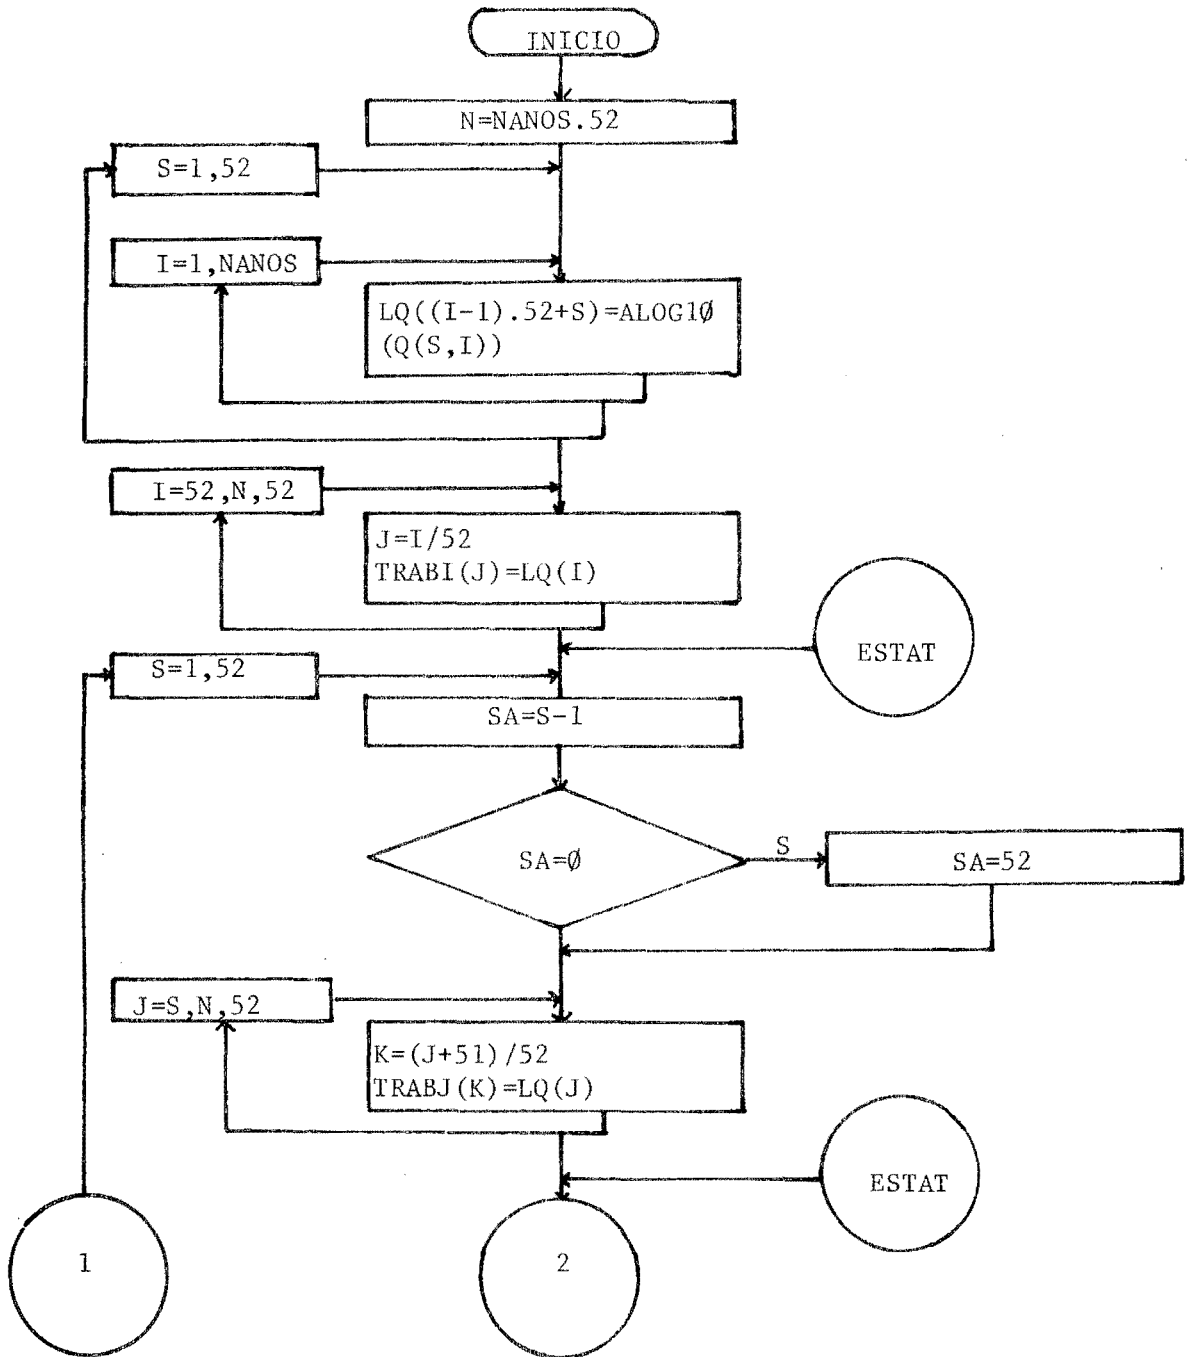 INICIO
N=NANOS.52
S=1,52
I=1,NANOS
LQ((I-1).52+S)=ALOG1Ø
(Q(S,I))
I=52,N,52
J=I/52
TRABI(J)=LQ(I)
ESTAT
S=1,52
SA=S-1
SA=Ø
S
SA=52
J=S,N,52
K=(J+51)/52
TRABJ(K)=LQ(J)
ESTAT
1
2